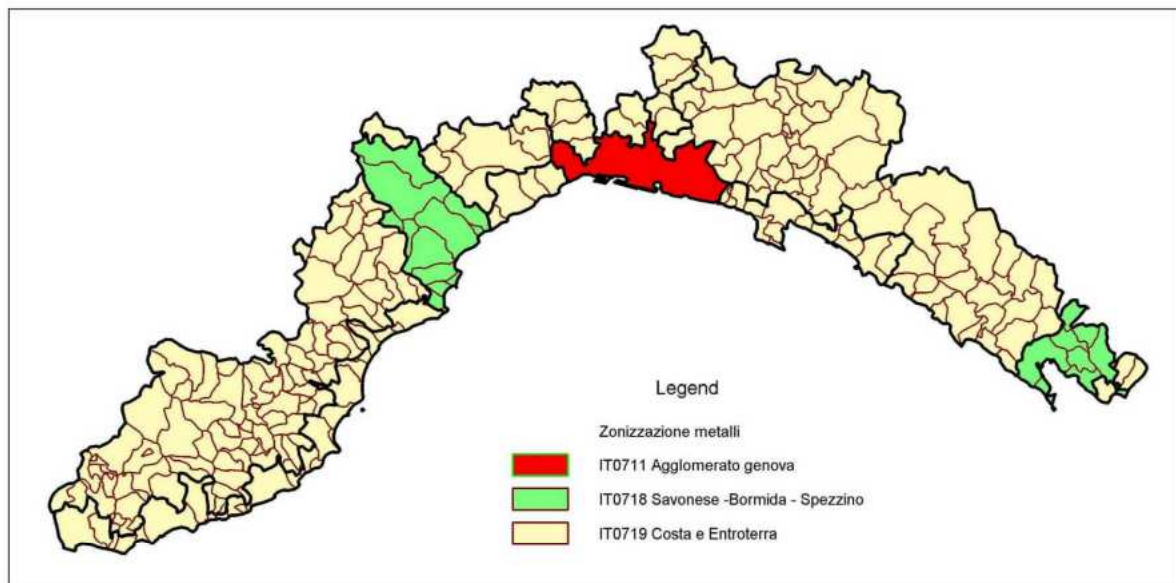 Legend
Zonizzazione metalli
IT0711 Agglomerato genova
IT0718 Savonese -Bormida - Spezzino
IT0719 Costa e Entroterra